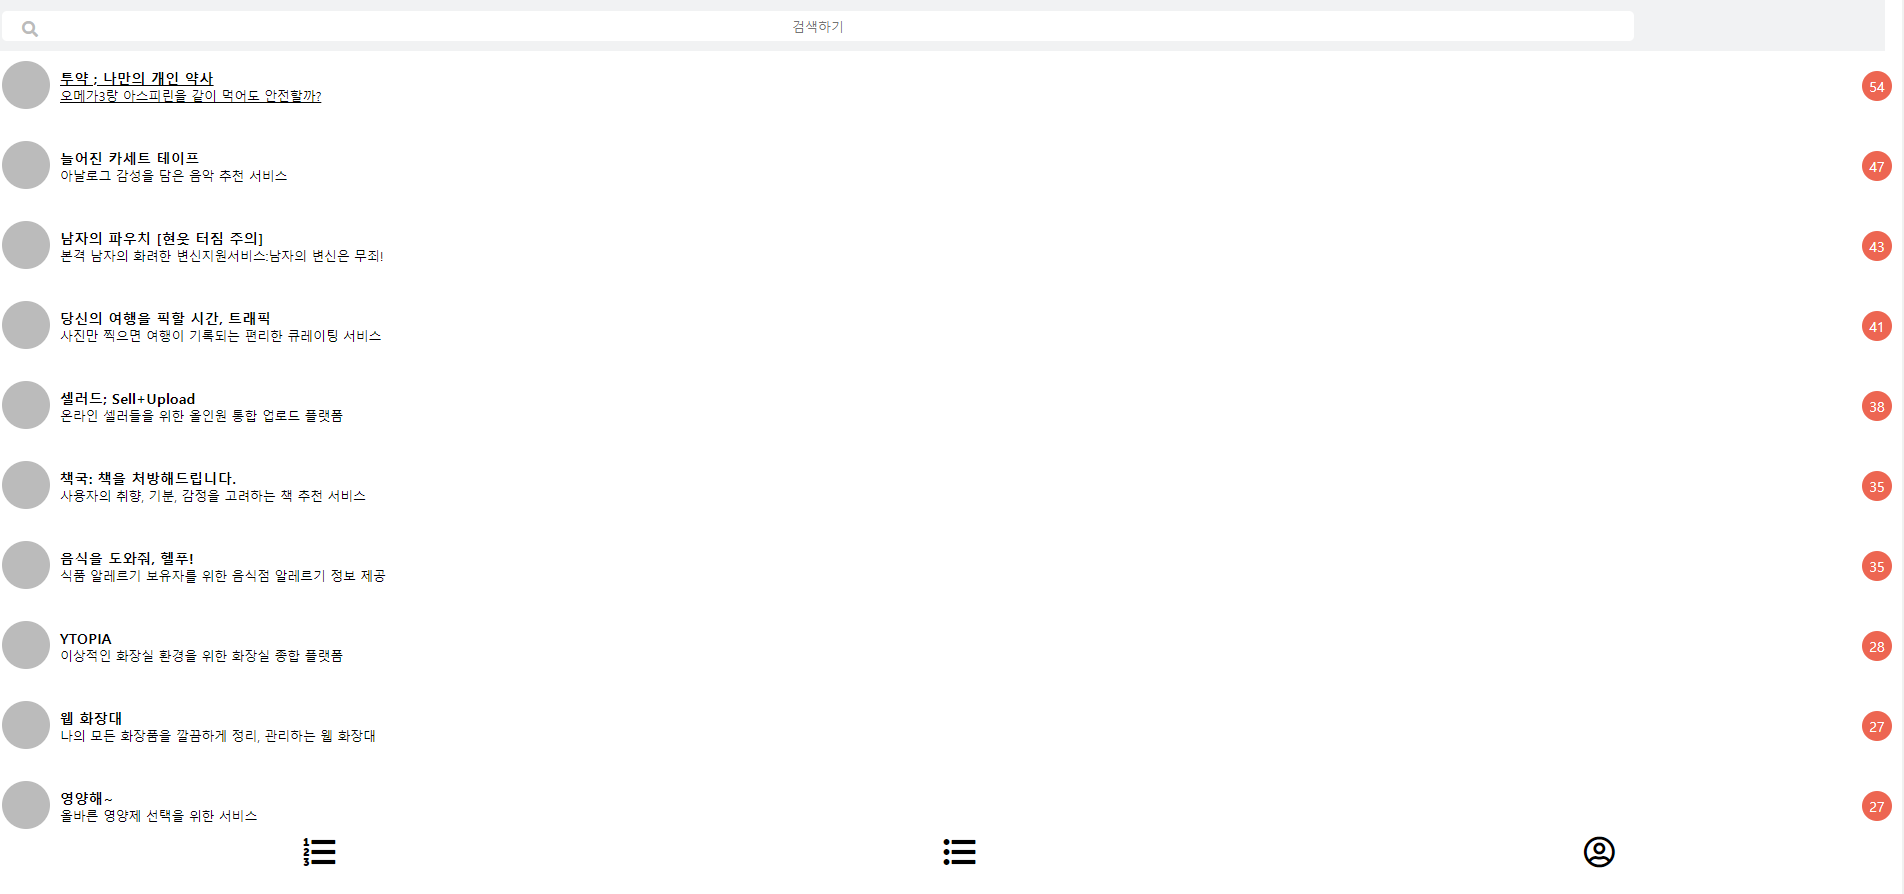 검색하기
투약 ; 나만의 개인 약사
오메가3랑 아스피린을 같이 먹어도 안전할까?
54
늘어진 카세트 테이프
아날로그 감성을 담은 음악 추천 서비스
47
남자의 파우치 [현웃 터짐 주의]
본격 남자의 화려한 변신지원서비스:남자의 변신은 무죄!
43
당신의 여행을 픽할 시간, 트래픽
사진만 찍으면 여행이 기록되는 편리한 큐레이팅 서비스
41
셀러드; Sell+Upload
온라인 셀러들을 위한 올인원 통합 업로드 플랫폼
38
책국: 책을 처방해드립니다.
사용자의 취향, 기분, 감정을 고려하는 책 추천 서비스
35
음식을 도와줘, 헬푸!
식품 알레르기 보유자를 위한 음식점 알레르기 정보 제공
35
YTOPIA
이상적인 화장실 환경을 위한 화장실 종합 플랫폼
28
웹 화장대
나의 모든 화장품을 깔끔하게 정리, 관리하는 웹 화장대
27
영양해~
올바른 영양제 선택을 위한 서비스
27
1
2
3